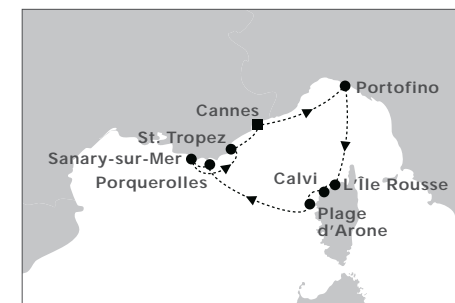 Portofino
Cannes
St. Tropez
Sanary-sur-Mer
Porquerolles
Calvi
L'Île Rousse
Plage
d'Arone